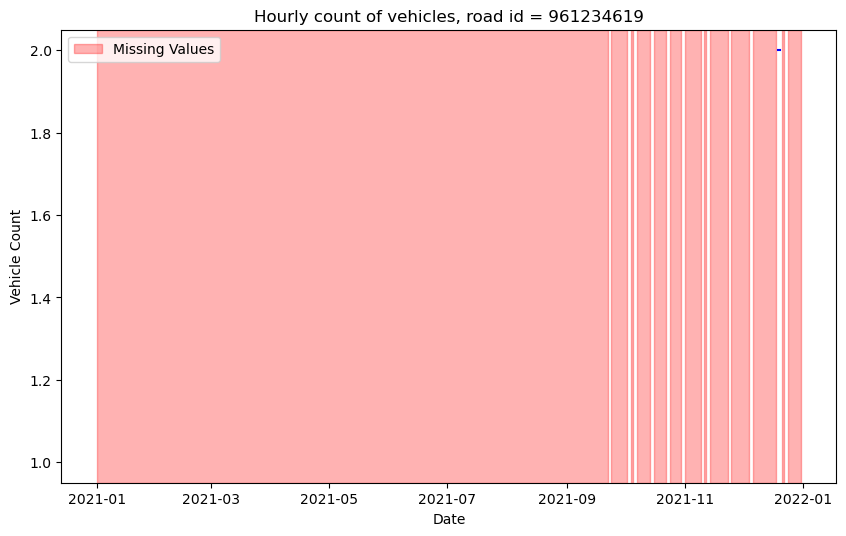 Hourly count of vehicles, road id = 961234619
Missing Values
2.0
1.8
1.6
1.4
1.2
1.0
Vehicle Count
2021-01 2021-03 2021-05 2021-07 2021-09 2021-11 2022-01
Date